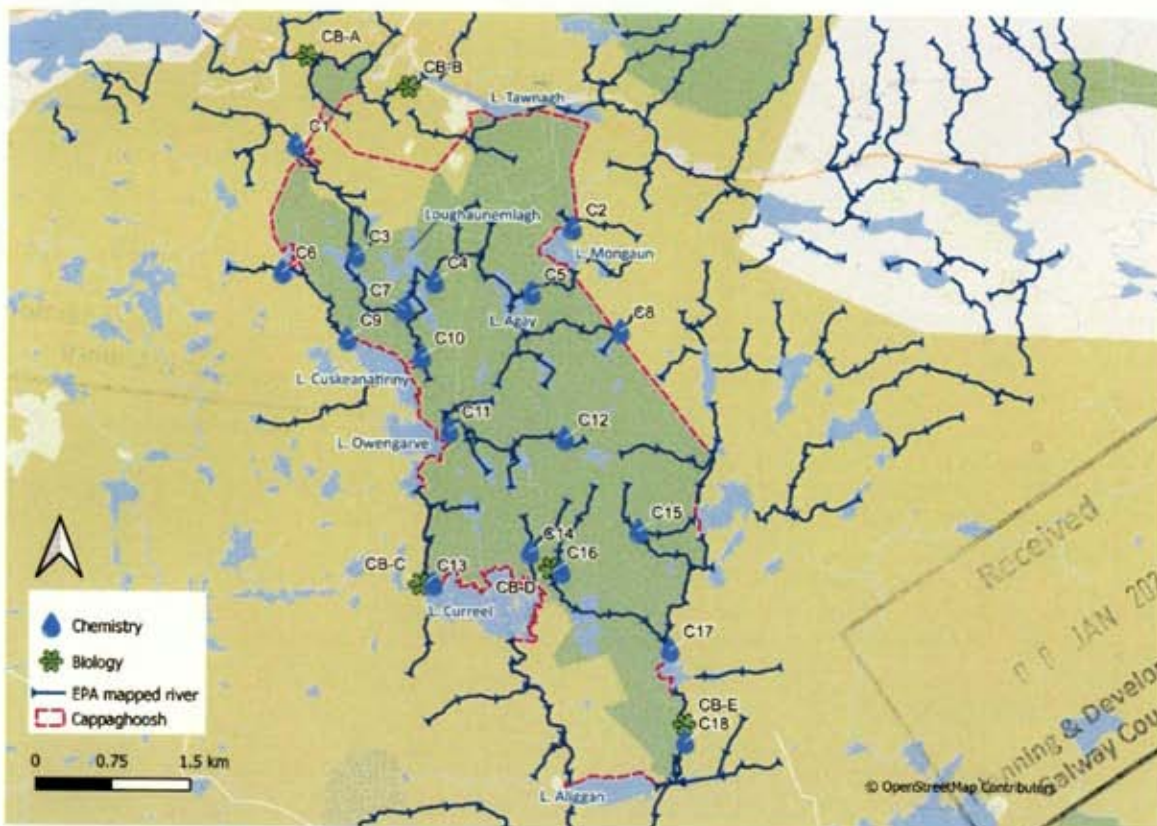 CB-A
CB-B
L. Tawnagh
C1
C2
Loughaunemlagh
L. Mongaun
C3
C6
C4
C5
C7
L. Agay
C8
C9
C10
L. Cuskeanatinny
C11
C12
L. Owengarve
C15
C14
CB-C
C13
C16
CB-D
L. Curreel
C17
CB-E
C18
L. Aliggan
Chemistry
Biology
EPA mapped river
Cappaghoosh
0 0.75 1.5 km
© OpenStreetMap Contributors
Received
JAN
Planning & Develop
Galway Cou